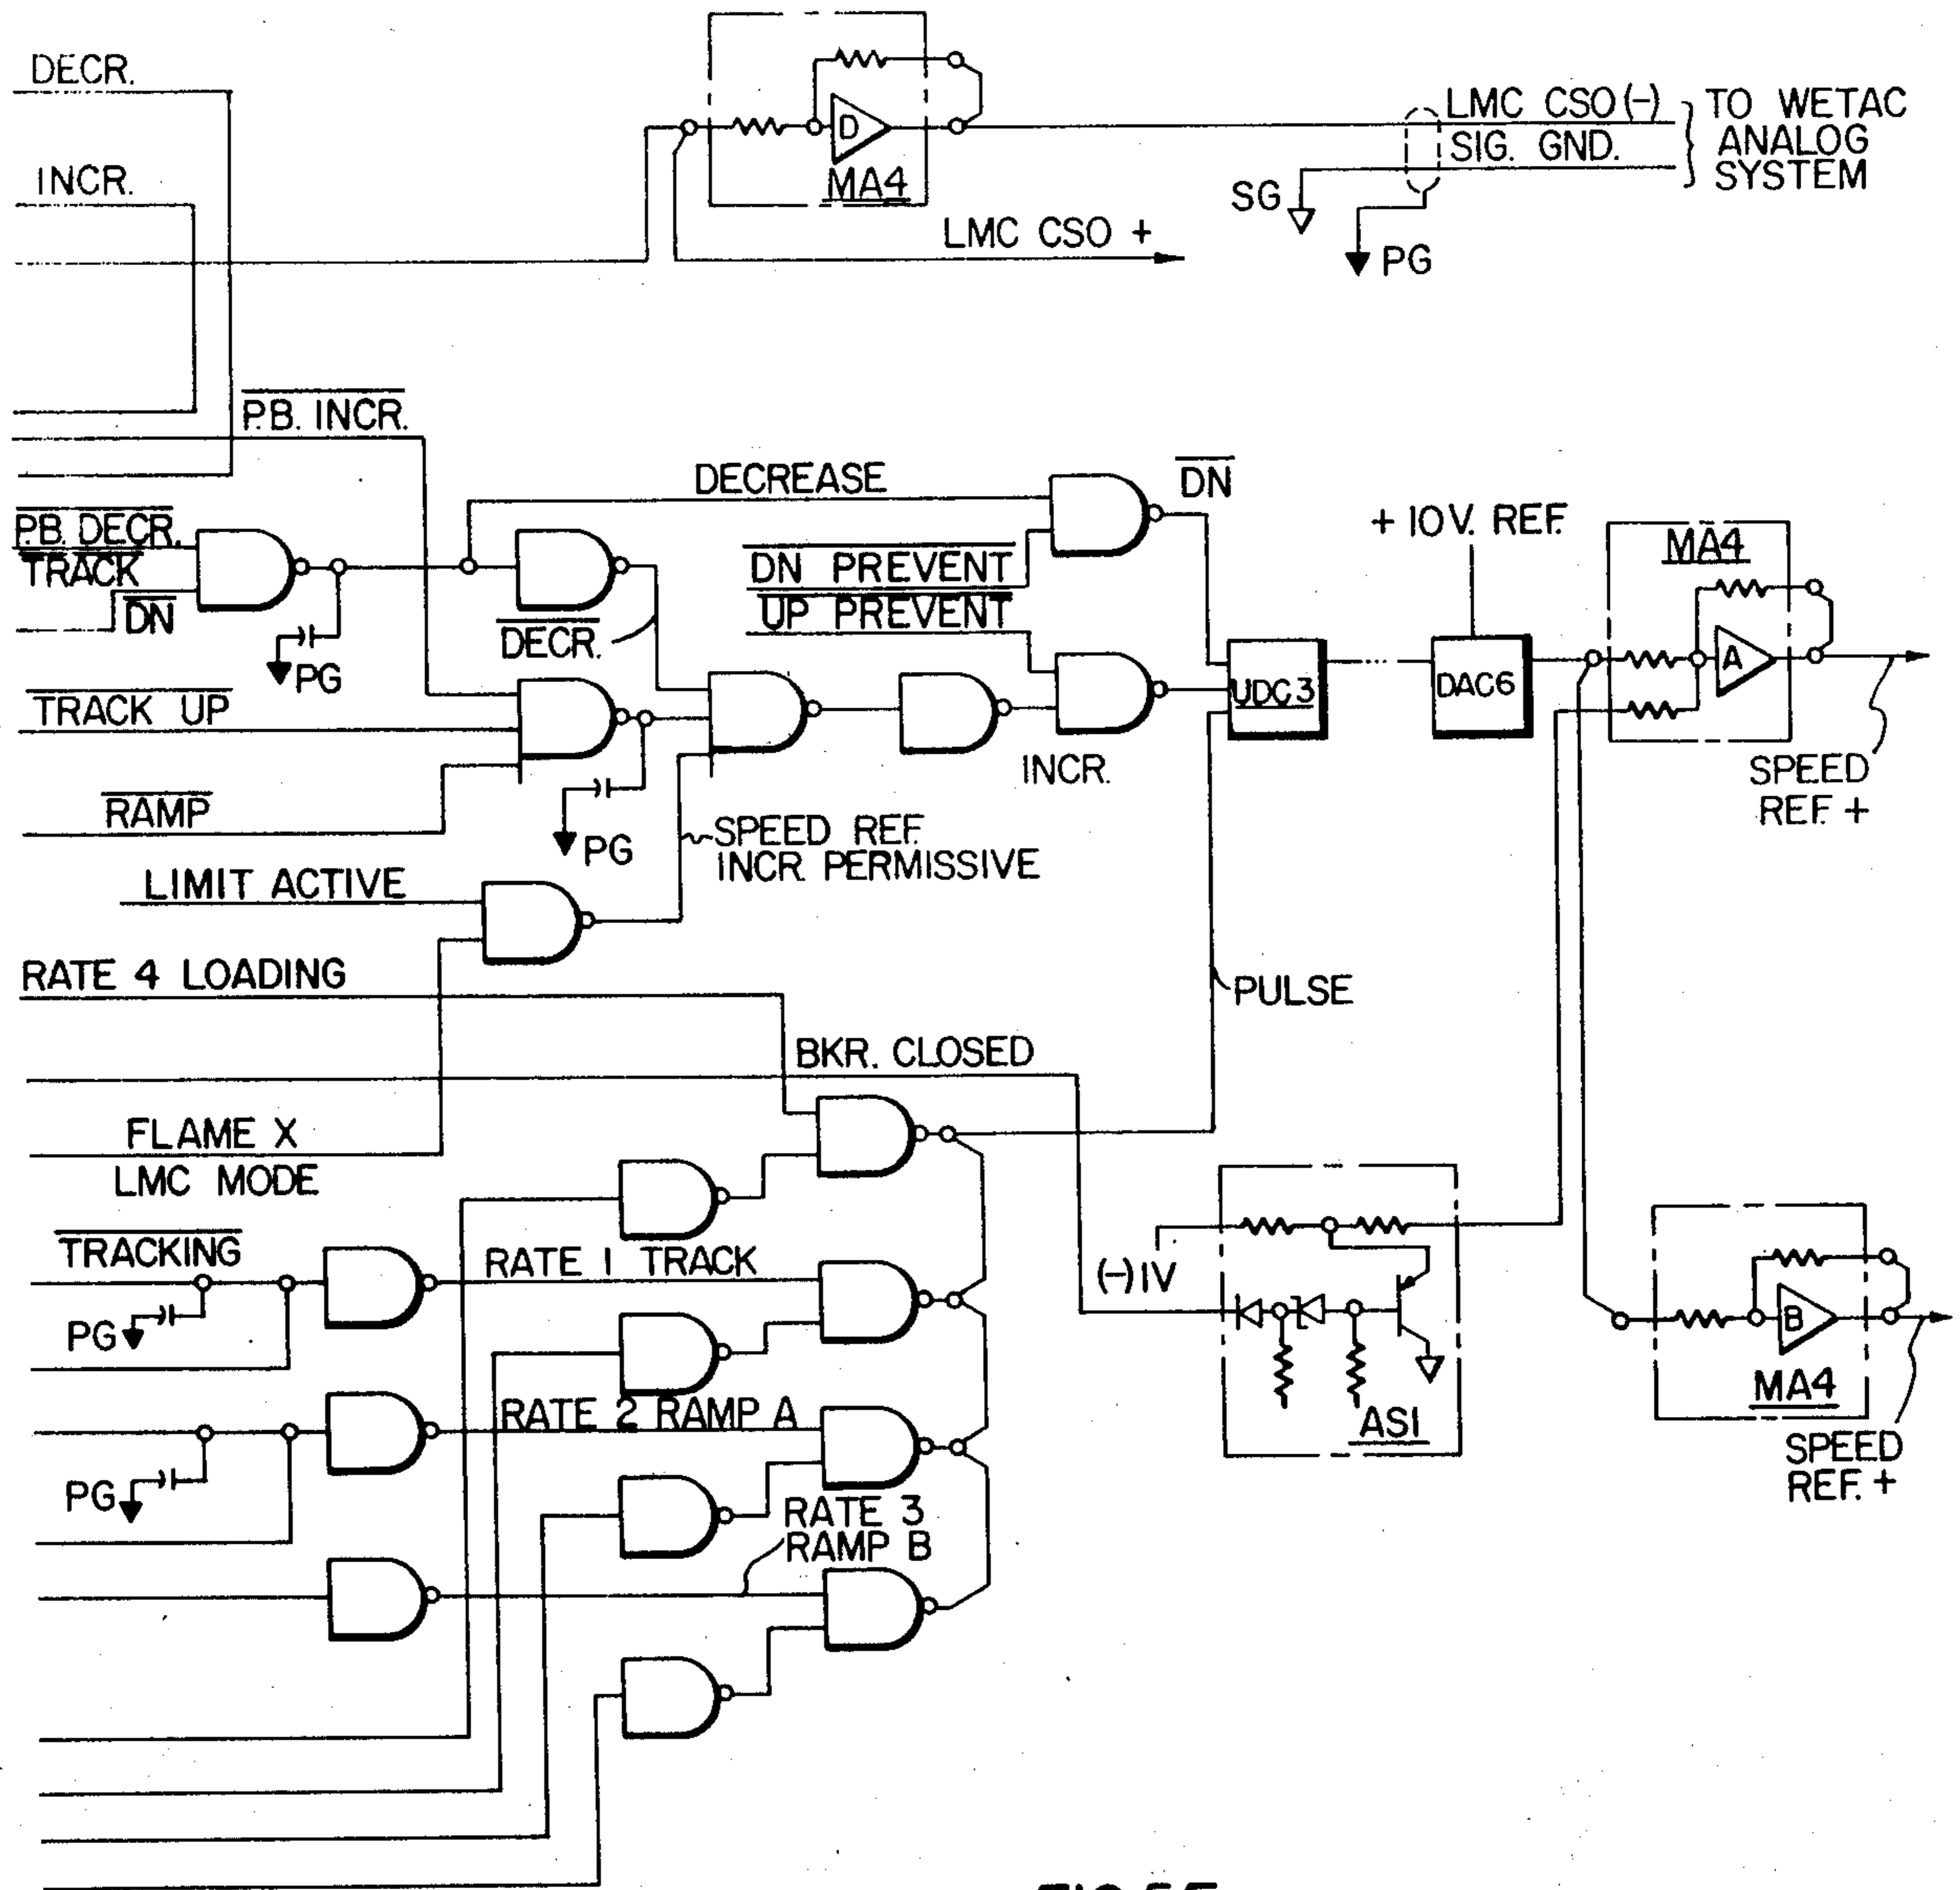 DECR.
INCR.
D
MA4
LMC CSO +
LMC CSO (-)
SIG. GND.
TO WETAC
ANALOG
SYSTEM
SG
PG
P.B. INCR.
P.B. DECR.
TRACK
DN
PG
DECREASE
DN
DN PREVENT
UP PREVENT
DECR.
TRACK UP
RAMP
PG
INCR.
SPEED REF.
INCR PERMISSIVE
UDC3
+ 10V. REF.
DAC6
MA4
A
SPEED
REF. +
LIMIT ACTIVE
RATE 4 LOADING
PULSE
BKR. CLOSED
FLAME X
LMC MODE
TRACKING
PG
RATE 1 TRACK
(-) 1V
AS1
B
MA4
SPEED
REF. +
RATE 2 RAMP A
PG
RATE 3
RAMP B